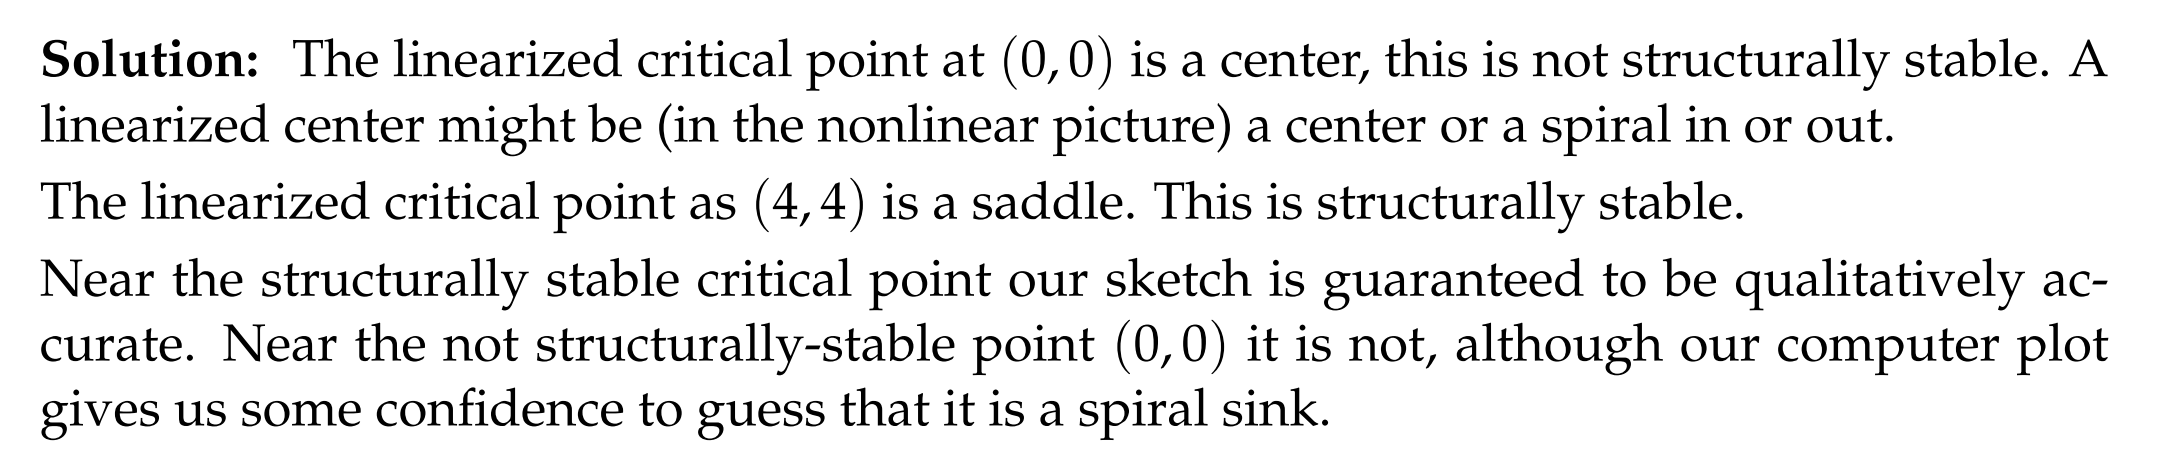 Solution: The linearized critical point at (0, 0) is a center, this is not structurally stable. A
linearized center might be (in the nonlinear picture) a center or a spiral in or out.
The linearized critical point as (4, 4) is a saddle. This is structurally stable.
Near the structurally stable critical point our sketch is guaranteed to be qualitatively ac-
curate. Near the not structurally-stable point (0, 0) it is not, although our computer plot
gives us some confidence to guess that it is a spiral sink.